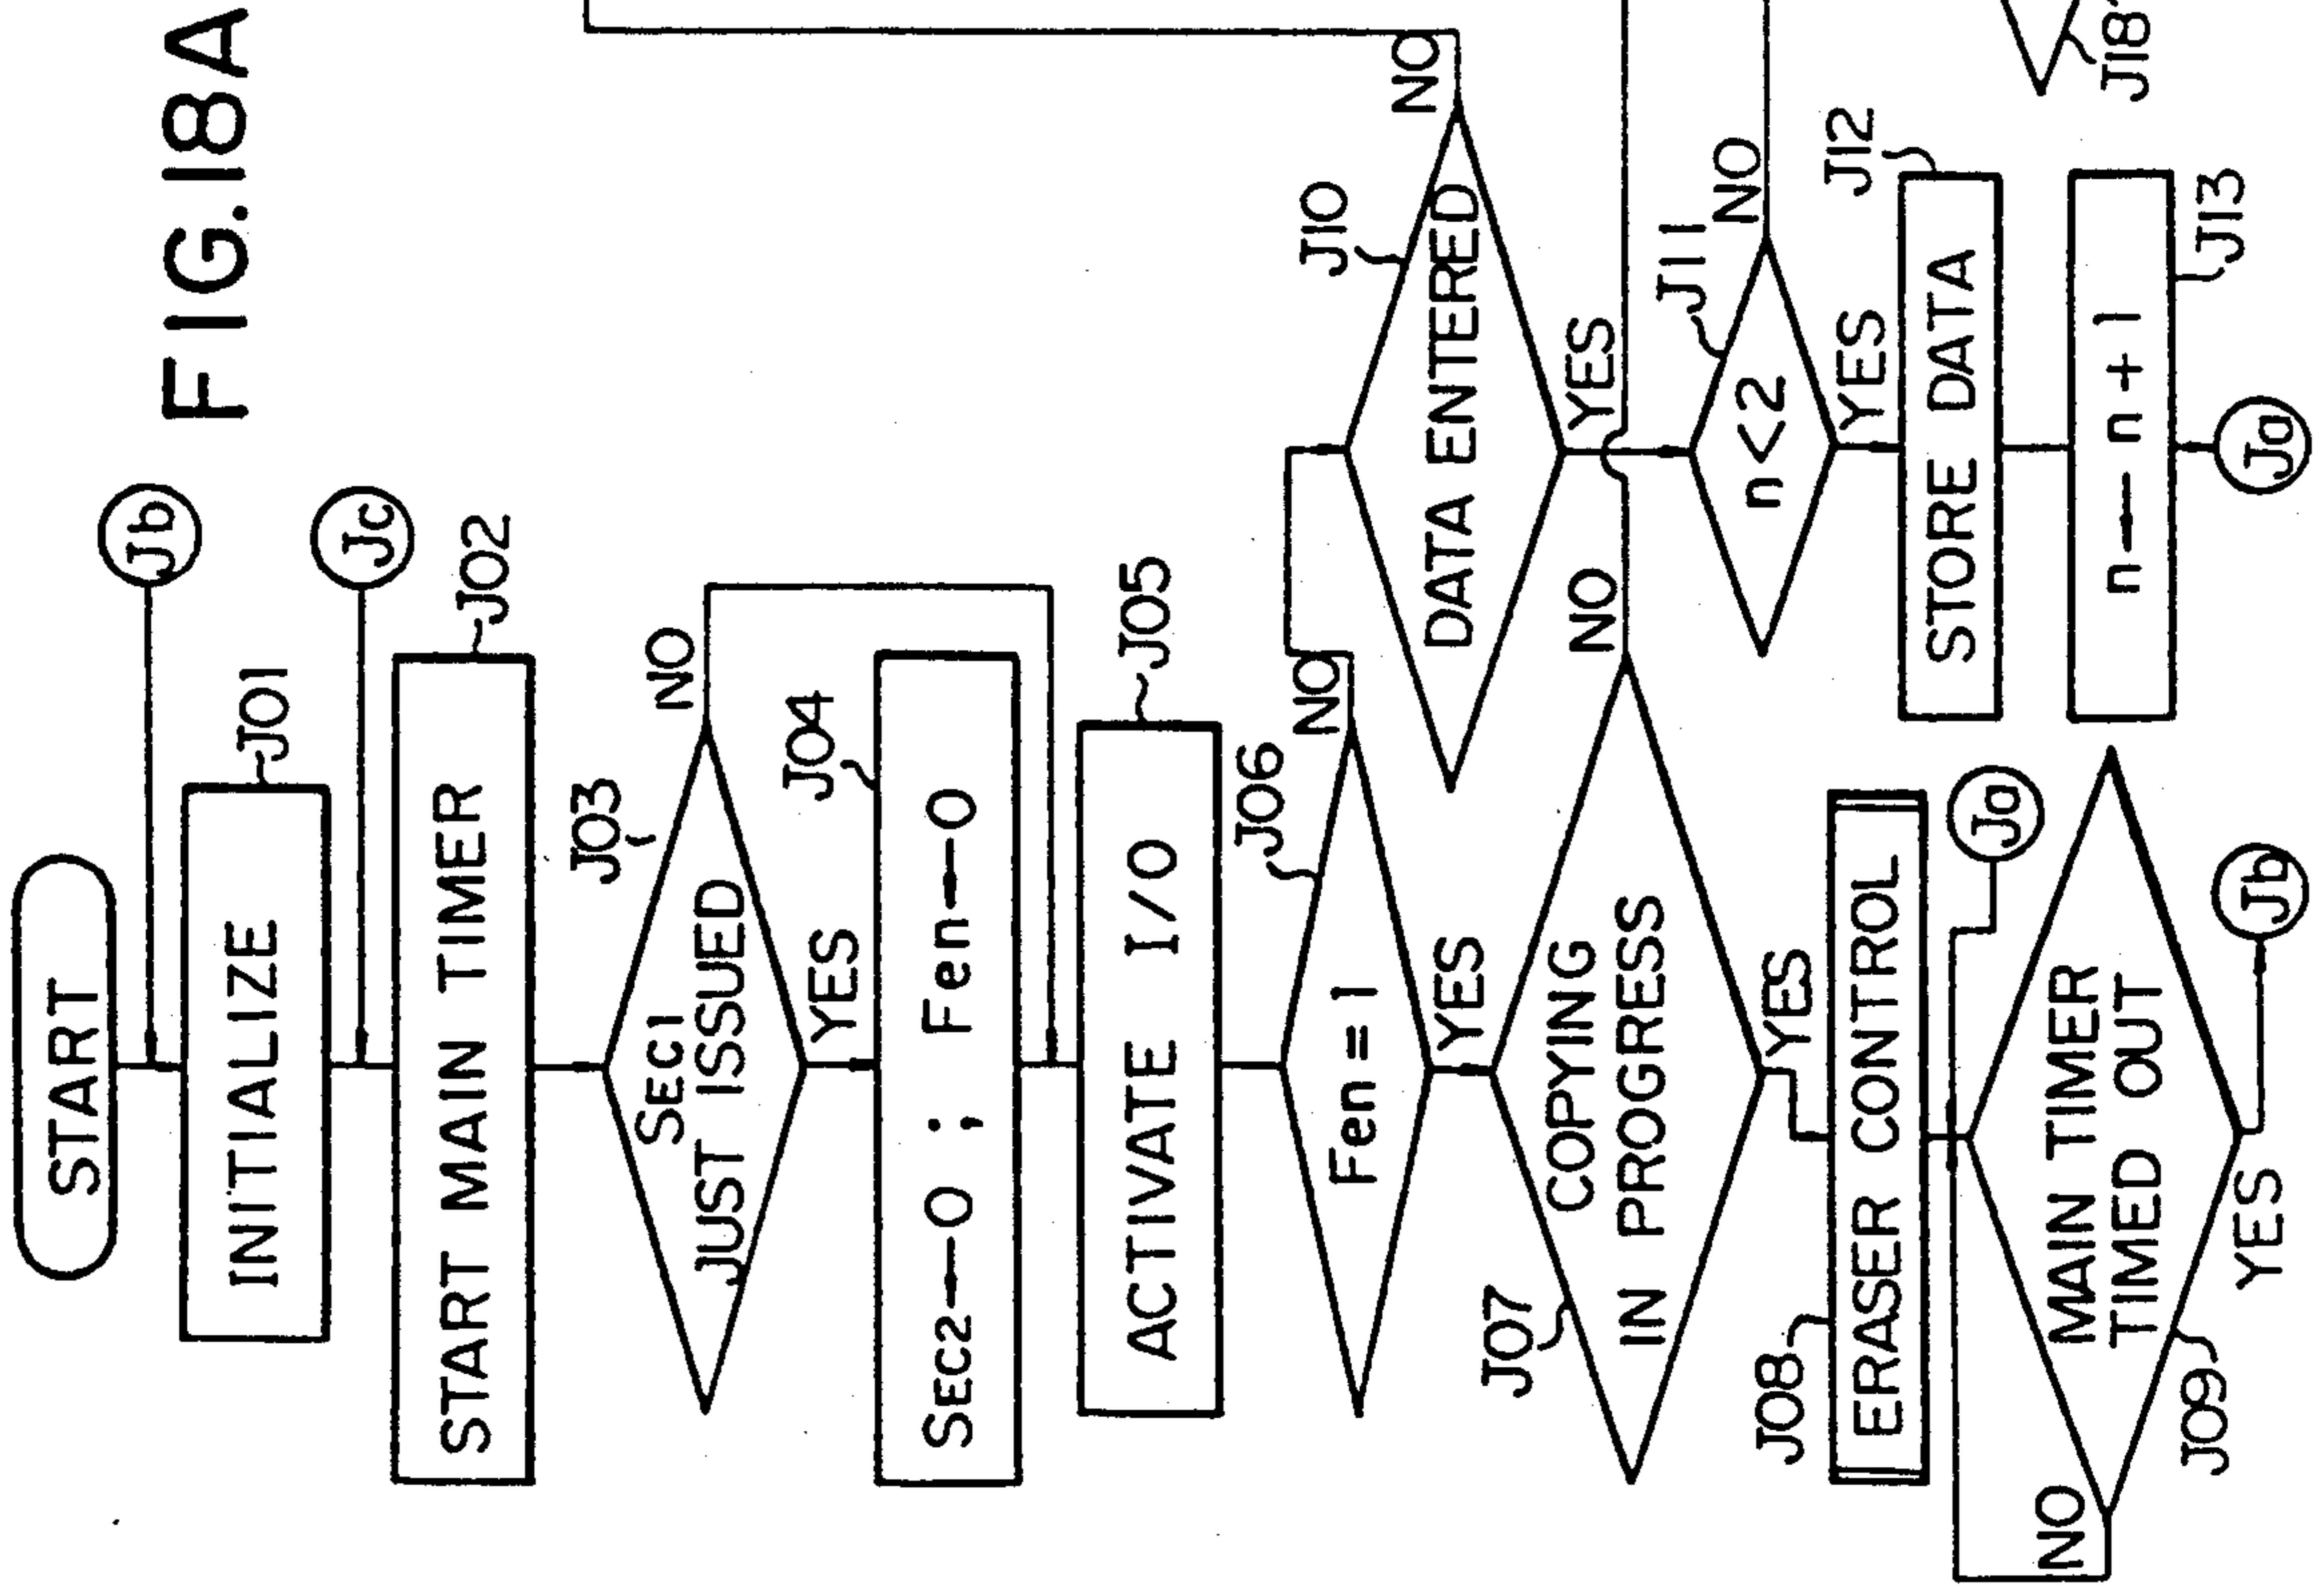 FIG.18A
START
Jb
INITIALIZE
J01
Jc
START MAIN TIMER
J02
SEC1
JUST ISSUED
J03
NO
YES
SEC2←0 ; Fen←0
J04
ACTIVATE I/O
J05
Fen=1
J06
NO
YES
COPYING
IN PROGRESS
J07
NO
YES
ERASER CONTROL
J08
Ja
MAIN TIMER
TIMED OUT
J09
NO
YES
Jb
DATA ENTERED
J10
NO
YES
n<2
J11
NO
YES
STORE DATA
J12
n←n+1
J13
Ja
J18